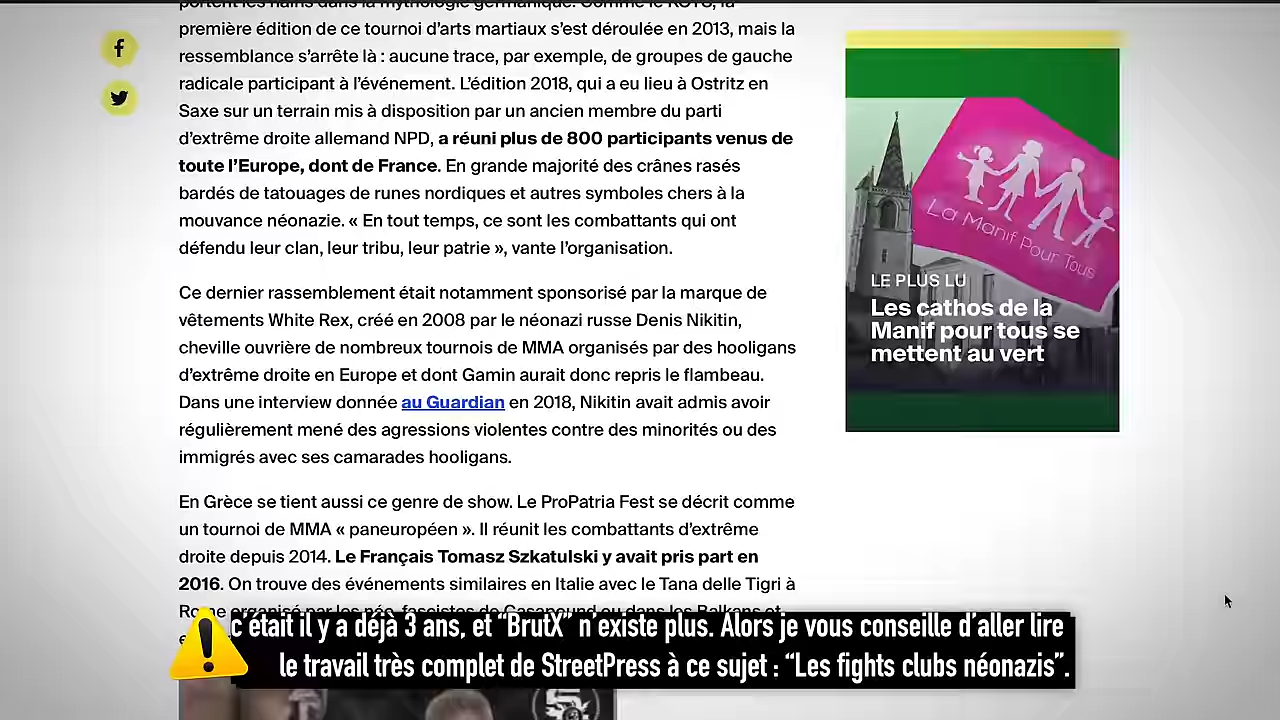 portent les nains dans la mythologie germanique. Comme le KOTS, la
première édition de ce tournoi d’arts martiaux s’est déroulée en 2013, mais la
ressemblance s’arrête là : aucune trace, par exemple, de groupes de gauche
radicale participant à l’événement. L’édition 2018, qui a eu lieu à Ostritz en
Saxe sur un terrain mis à disposition par un ancien membre du parti
d’extrême droite allemand NPD, a réuni plus de 800 participants venus de
toute l’Europe, dont de France. En grande majorité des crânes rasés
bardés de tatouages de runes nordiques et autres symboles chers à la
mouvance néonazie. « En tout temps, ce sont les combattants qui ont
défendu leur clan, leur tribu, leur patrie », vante l’organisation.
Ce dernier rassemblement était notamment sponsorisé par la marque de
vêtements White Rex, créé en 2008 par le néonazi russe Denis Nikitin,
cheville ouvrière de nombreux tournois de MMA organisés par des hooligans
d’extrême droite en Europe et dont Gamin aurait donc repris le flambeau.
Dans une interview donnée au Guardian en 2018, Nikitin avait admis avoir
régulièrement mené des agressions violentes contre des minorités ou des
immigrés avec ses camarades hooligans.
En Grèce se tient aussi ce genre de show. Le ProPatria Fest se décrit comme
un tournoi de MMA « paneuropéen ». Il réunit les combattants d’extrême
droite depuis 2014. Le Français Tomasz Szkatulski y avait pris part en
2016. On trouve des événements similaires en Italie avec le Tana delle Tigri à
La Manif Pour Tous
LE PLUS LU
Les cathos de la
Manif pour tous se
mettent au vert
c’était il y a déjà 3 ans, et “BrutX” n’existe plus. Alors je vous conseille d’aller lire
le travail très complet de StreetPress à ce sujet : “Les fights clubs néonazis”.